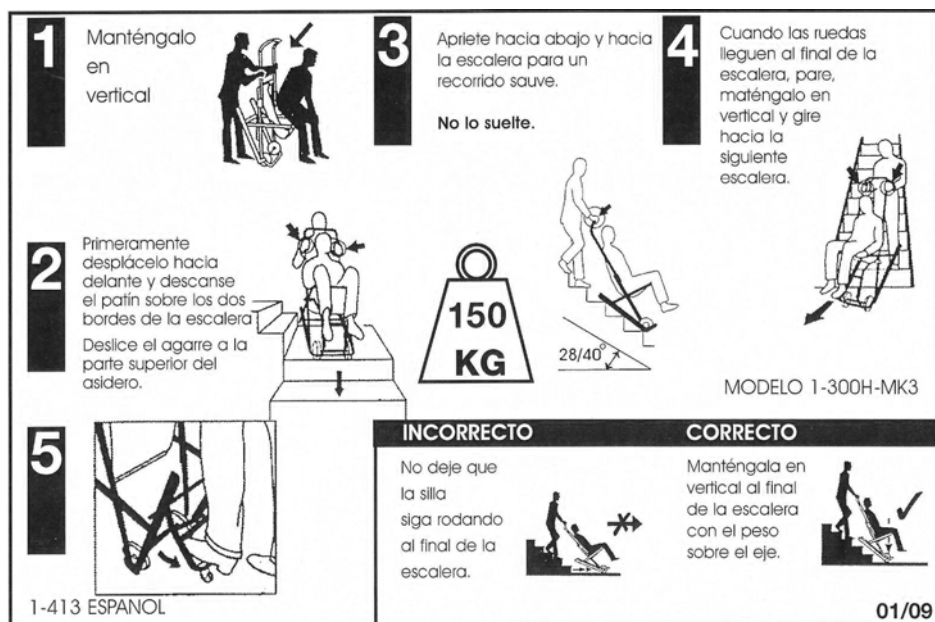 1
Manténgalo
en
vertical
2
Primeramente
desplácelo hacia
delante y descanse
el patín sobre los dos
bordes de la escalera
Deslice el agarre a la
parte superior del
asidero.
3
Apriete hacia abajo y hacia
la escalera para un
recorrido sauve.
No lo suelte.
150
KG
28/40°
4
Cuando las ruedas
lleguen al final de la
escalera, pare,
maténgalo en
vertical y gire
hacia la
siguiente
escalera.
MODELO 1-300H-MK3
5
1-413 ESPANOL
INCORRECTO
No deje que
la silla
siga rodando
al final de la
escalera.
CORRECTO
Manténgala en
vertical al final
de la escalera
con el peso
sobre el eje.
01/09